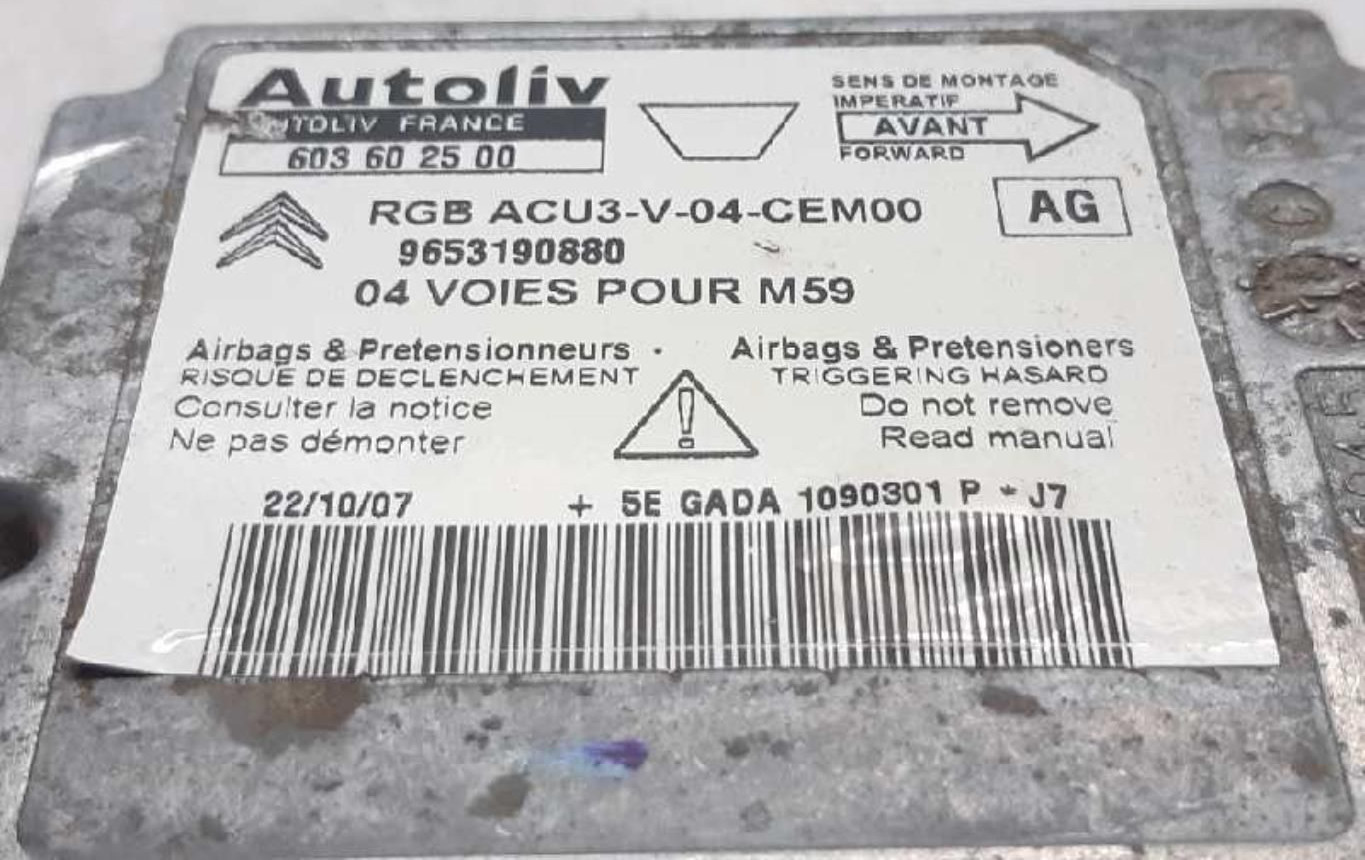 Autoliv
AUTOLIV FRANCE
603 60 25 00
SENS DE MONTAGE
IMPERATIF
AVANT
FORWARD
RGB ACU3-V-04-CEM00
AG
9653190880
04 VOIES POUR M59
Airbags & Pretensionneurs .
RISQUE DE DECLENCHEMENT
Consulter la notice
Ne pas démonter
Airbags & Pretensioners
TRIGGERING HASARD
Do not remove
Read manual
22/10/07
+ 5E GADA 1090301 P * J7